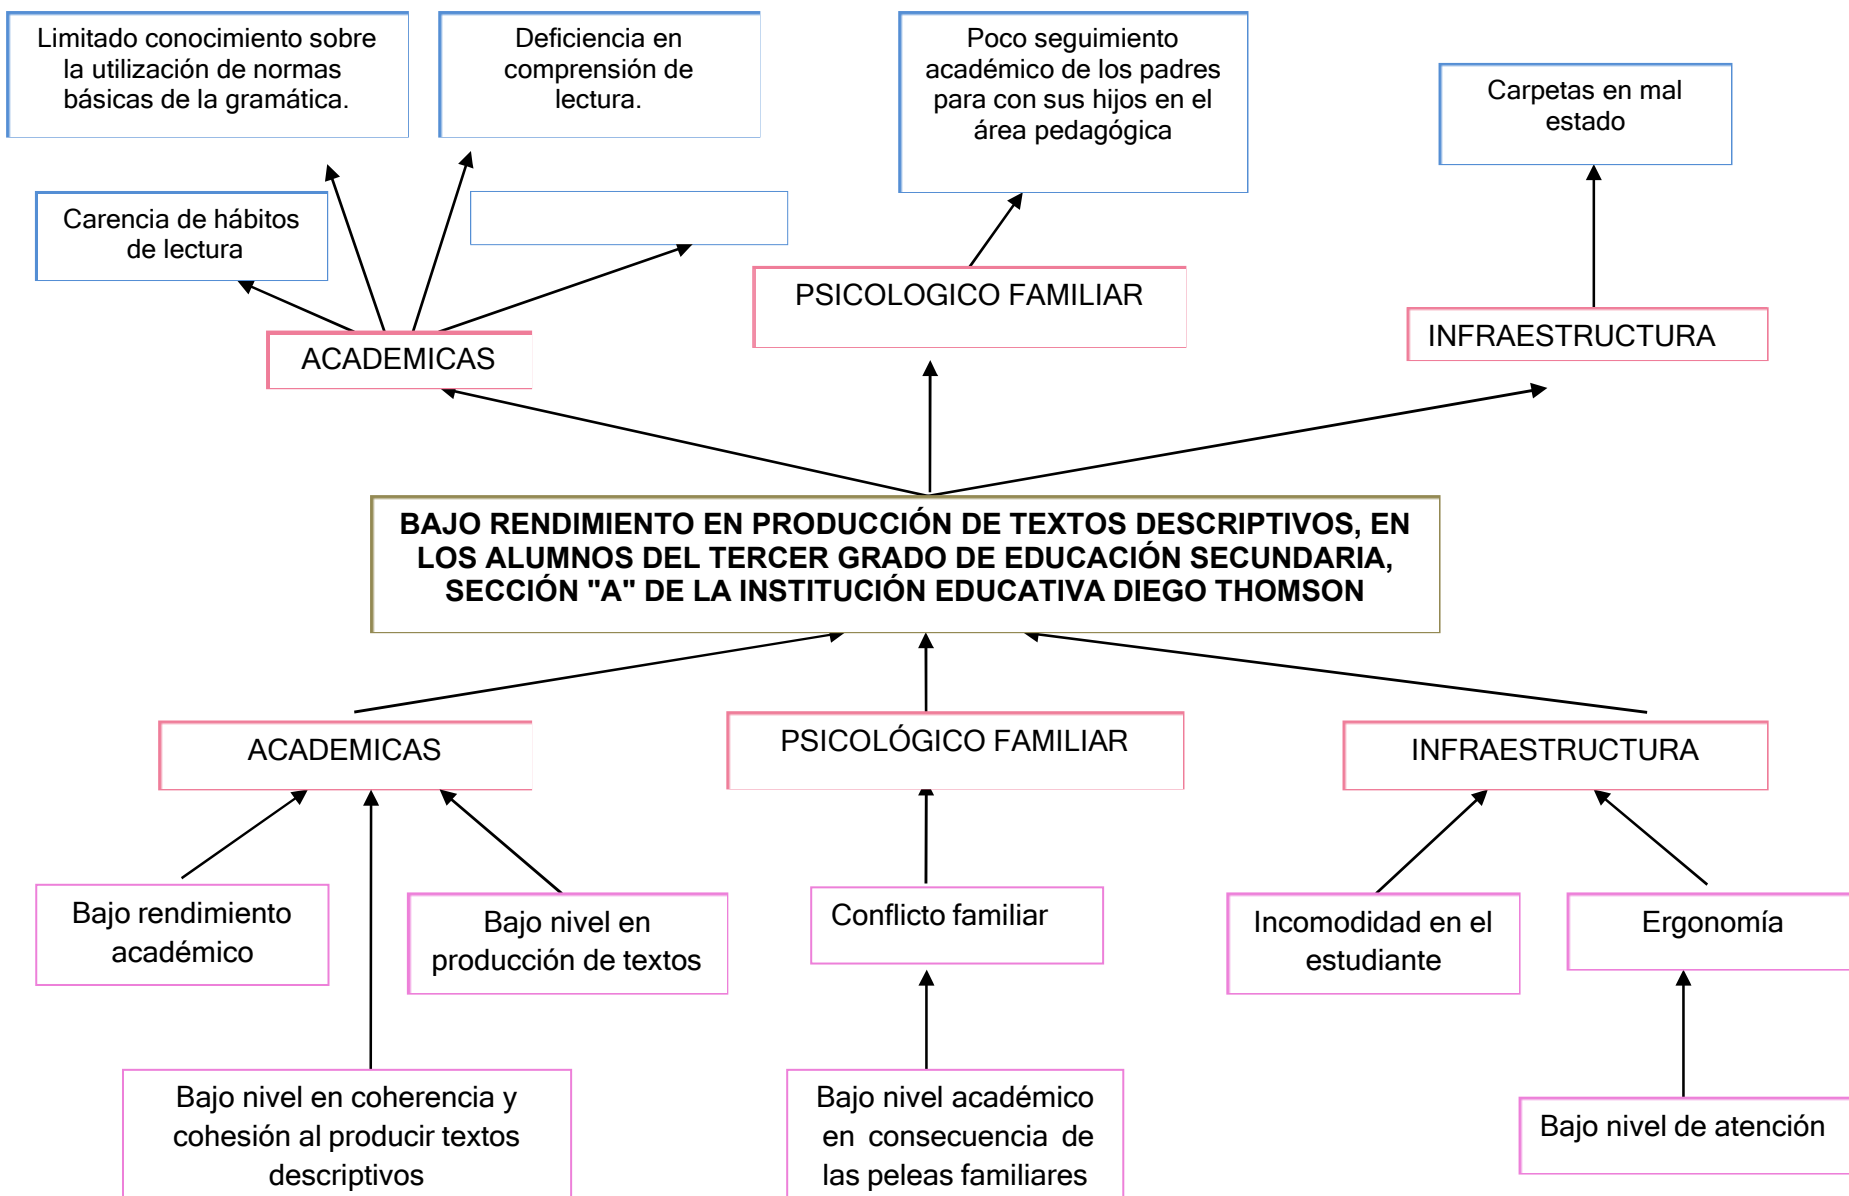 Limitado conocimiento sobre
la utilización de normas
básicas de la gramática.
Deficiencia en
comprensión de
lectura.
Poco seguimiento
académico de los padres
para con sus hijos en el
área pedagógica
Carpetas en mal
estado
Carencia de hábitos
de lectura
ACADEMICAS
PSICOLOGICO FAMILIAR
INFRAESTRUCTURA
BAJO RENDIMIENTO EN PRODUCCIÓN DE TEXTOS DESCRIPTIVOS, EN
LOS ALUMNOS DEL TERCER GRADO DE EDUCACIÓN SECUNDARIA,
SECCIÓN "A" DE LA INSTITUCIÓN EDUCATIVA DIEGO THOMSON
ACADEMICAS
PSICOLÓGICO FAMILIAR
INFRAESTRUCTURA
Bajo rendimiento
académico
Bajo nivel en
producción de textos
Conflicto familiar
Incomodidad en el
estudiante
Ergonomía
Bajo nivel en coherencia y
cohesión al producir textos
descriptivos
Bajo nivel académico
en consecuencia de
las peleas familiares
Bajo nivel de atención